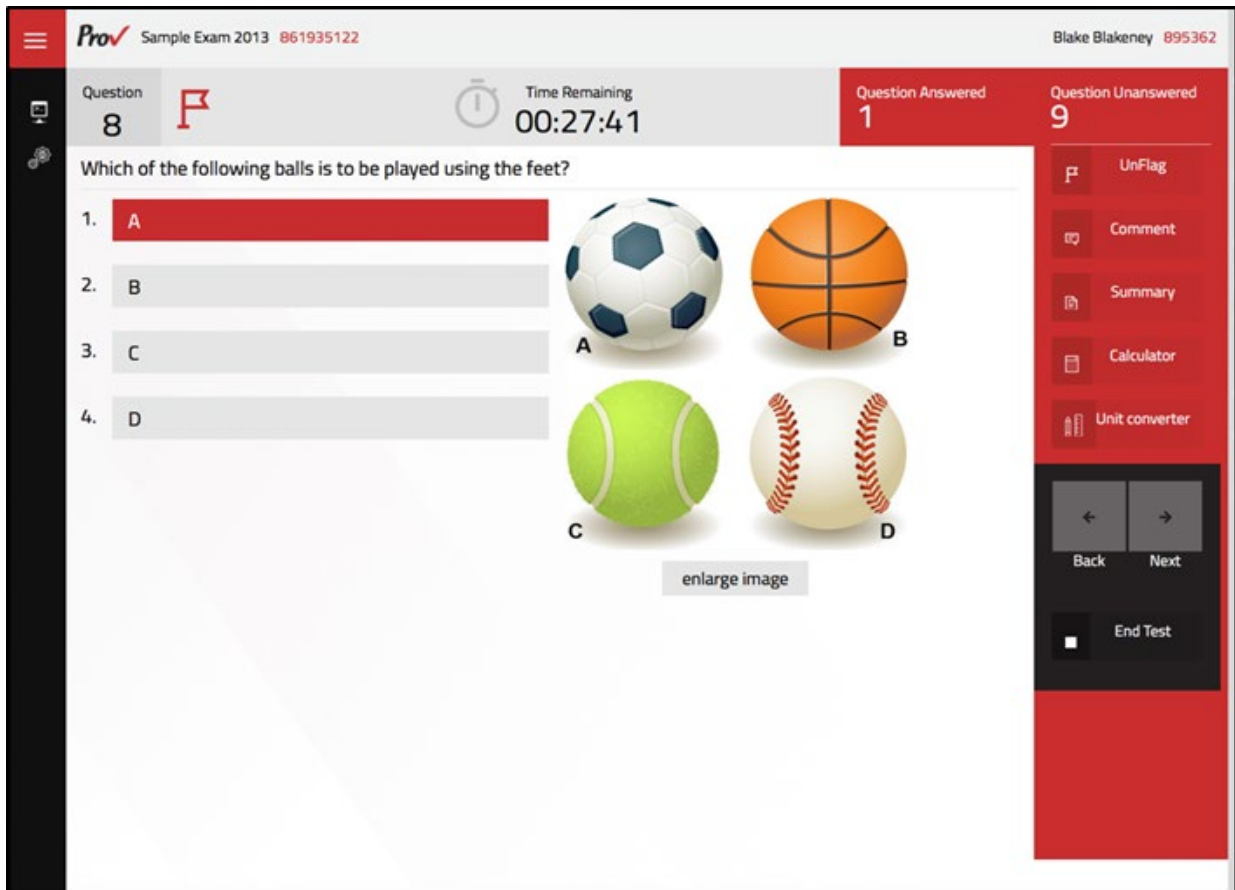 Prov Sample Exam 2013 861935122
Blake Blakeney 895362
Question
8
Time Remaining
00:27:41
Question Answered
1
Question Unanswered
9
Which of the following balls is to be played using the feet?
1. A
2. B
3. C
4. D
A
B
C
D
enlarge image
UnFlag
Comment
Summary
Calculator
Unit converter
Back
Next
End Test